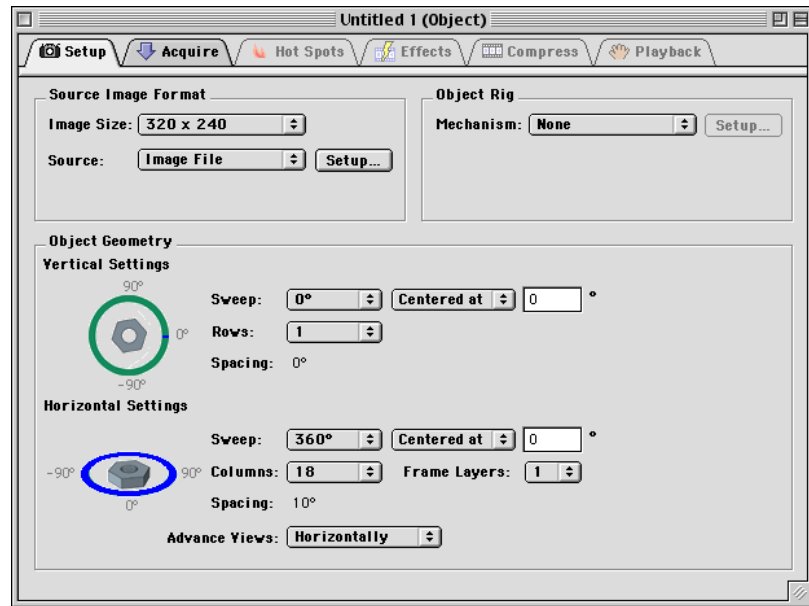 Untitled 1 (Object)
Setup Acquire Hot Spots Effects Compress Playback
Source Image Format
Image Size: 320 x 240
Source: Image File Setup...
Object Rig
Mechanism: None Setup...
Object Geometry
Vertical Settings
90°
0°
-90°
Sweep: 0° Centered at 0 °
Rows: 1
Spacing: 0°
Horizontal Settings
-90° 90°
0°
Sweep: 360° Centered at 0 °
Columns: 18 Frame Layers: 1
Spacing: 10°
Advance Views: Horizontally